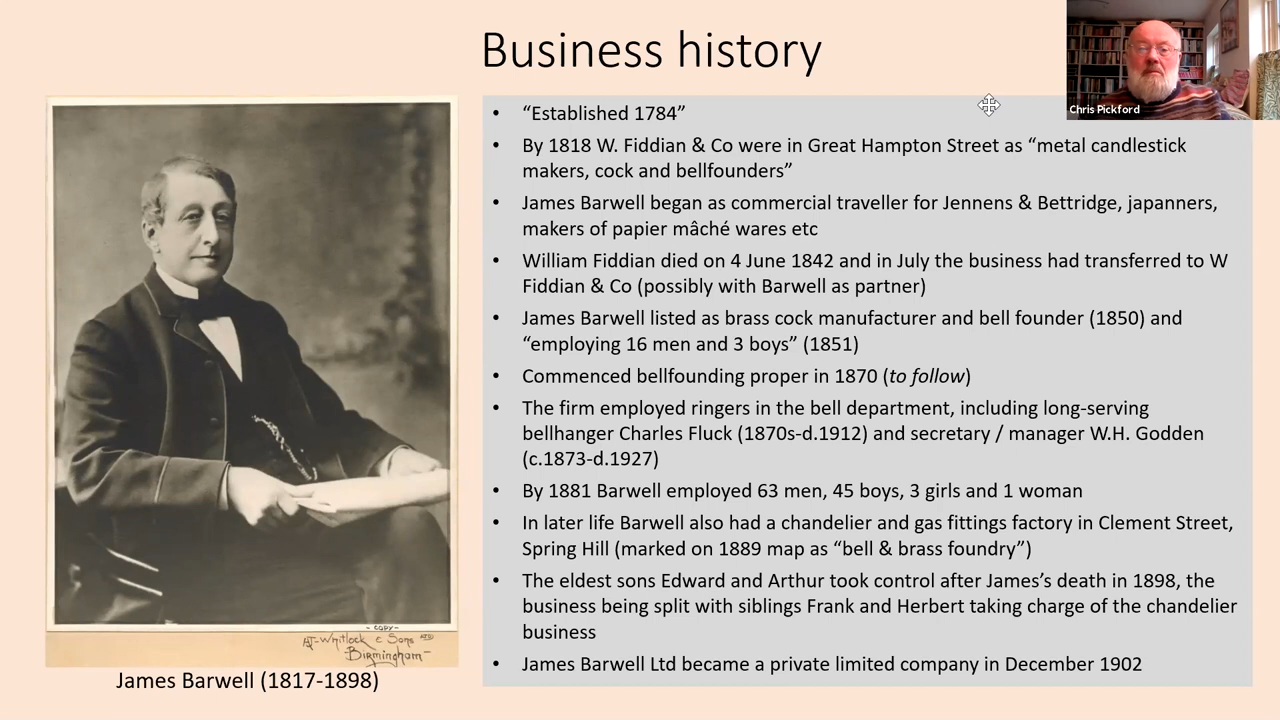 Business history
Chris Pickford
• “Established 1784”
• By 1818 W. Fiddian & Co were in Great Hampton Street as “metal candlestick
makers, cock and bellfounders”
• James Barwell began as commercial traveller for Jennens & Bettridge, japanners,
makers of papier mâché wares etc
• William Fiddian died on 4 June 1842 and in July the business had transferred to W
Fiddian & Co (possibly with Barwell as partner)
• James Barwell listed as brass cock manufacturer and bell founder (1850) and
“employing 16 men and 3 boys” (1851)
• Commenced bellfounding proper in 1870 (to follow)
• The firm employed ringers in the bell department, including long-serving
bellhanger Charles Fluck (1870s-d.1912) and secretary / manager W.H. Godden
(c.1873-d.1927)
• By 1881 Barwell employed 63 men, 45 boys, 3 girls and 1 woman
• In later life Barwell also had a chandelier and gas fittings factory in Clement Street,
Spring Hill (marked on 1889 map as “bell & brass foundry”)
• The eldest sons Edward and Arthur took control after James’s death in 1898, the
business being split with siblings Frank and Herbert taking charge of the chandelier
business
• James Barwell Ltd became a private limited company in December 1902
- COPY -
Whitlock & Sons
Birmingham
James Barwell (1817-1898)